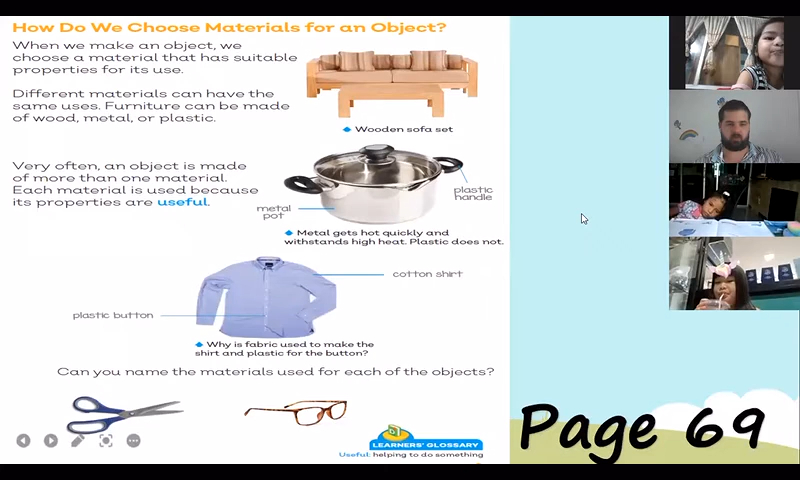 How Do We Choose Materials for an Object?
When we make an object, we
choose a material that has suitable
properties for its use.
Different materials can have the
same uses. Furniture can be made
of wood, metal, or plastic.
Wooden sofa set
Very often, an object is made
of more than one material.
Each material is used because
its properties are useful.
metal
pot
plastic
handle
Metal gets hot quickly and
withstands high heat. Plastic does not.
cotton shirt
plastic button
Why is fabric used to make the
shirt and plastic for the button?
Can you name the materials used for each of the objects?
LEARNERS' GLOSSARY
Useful: helping to do something
Page 69